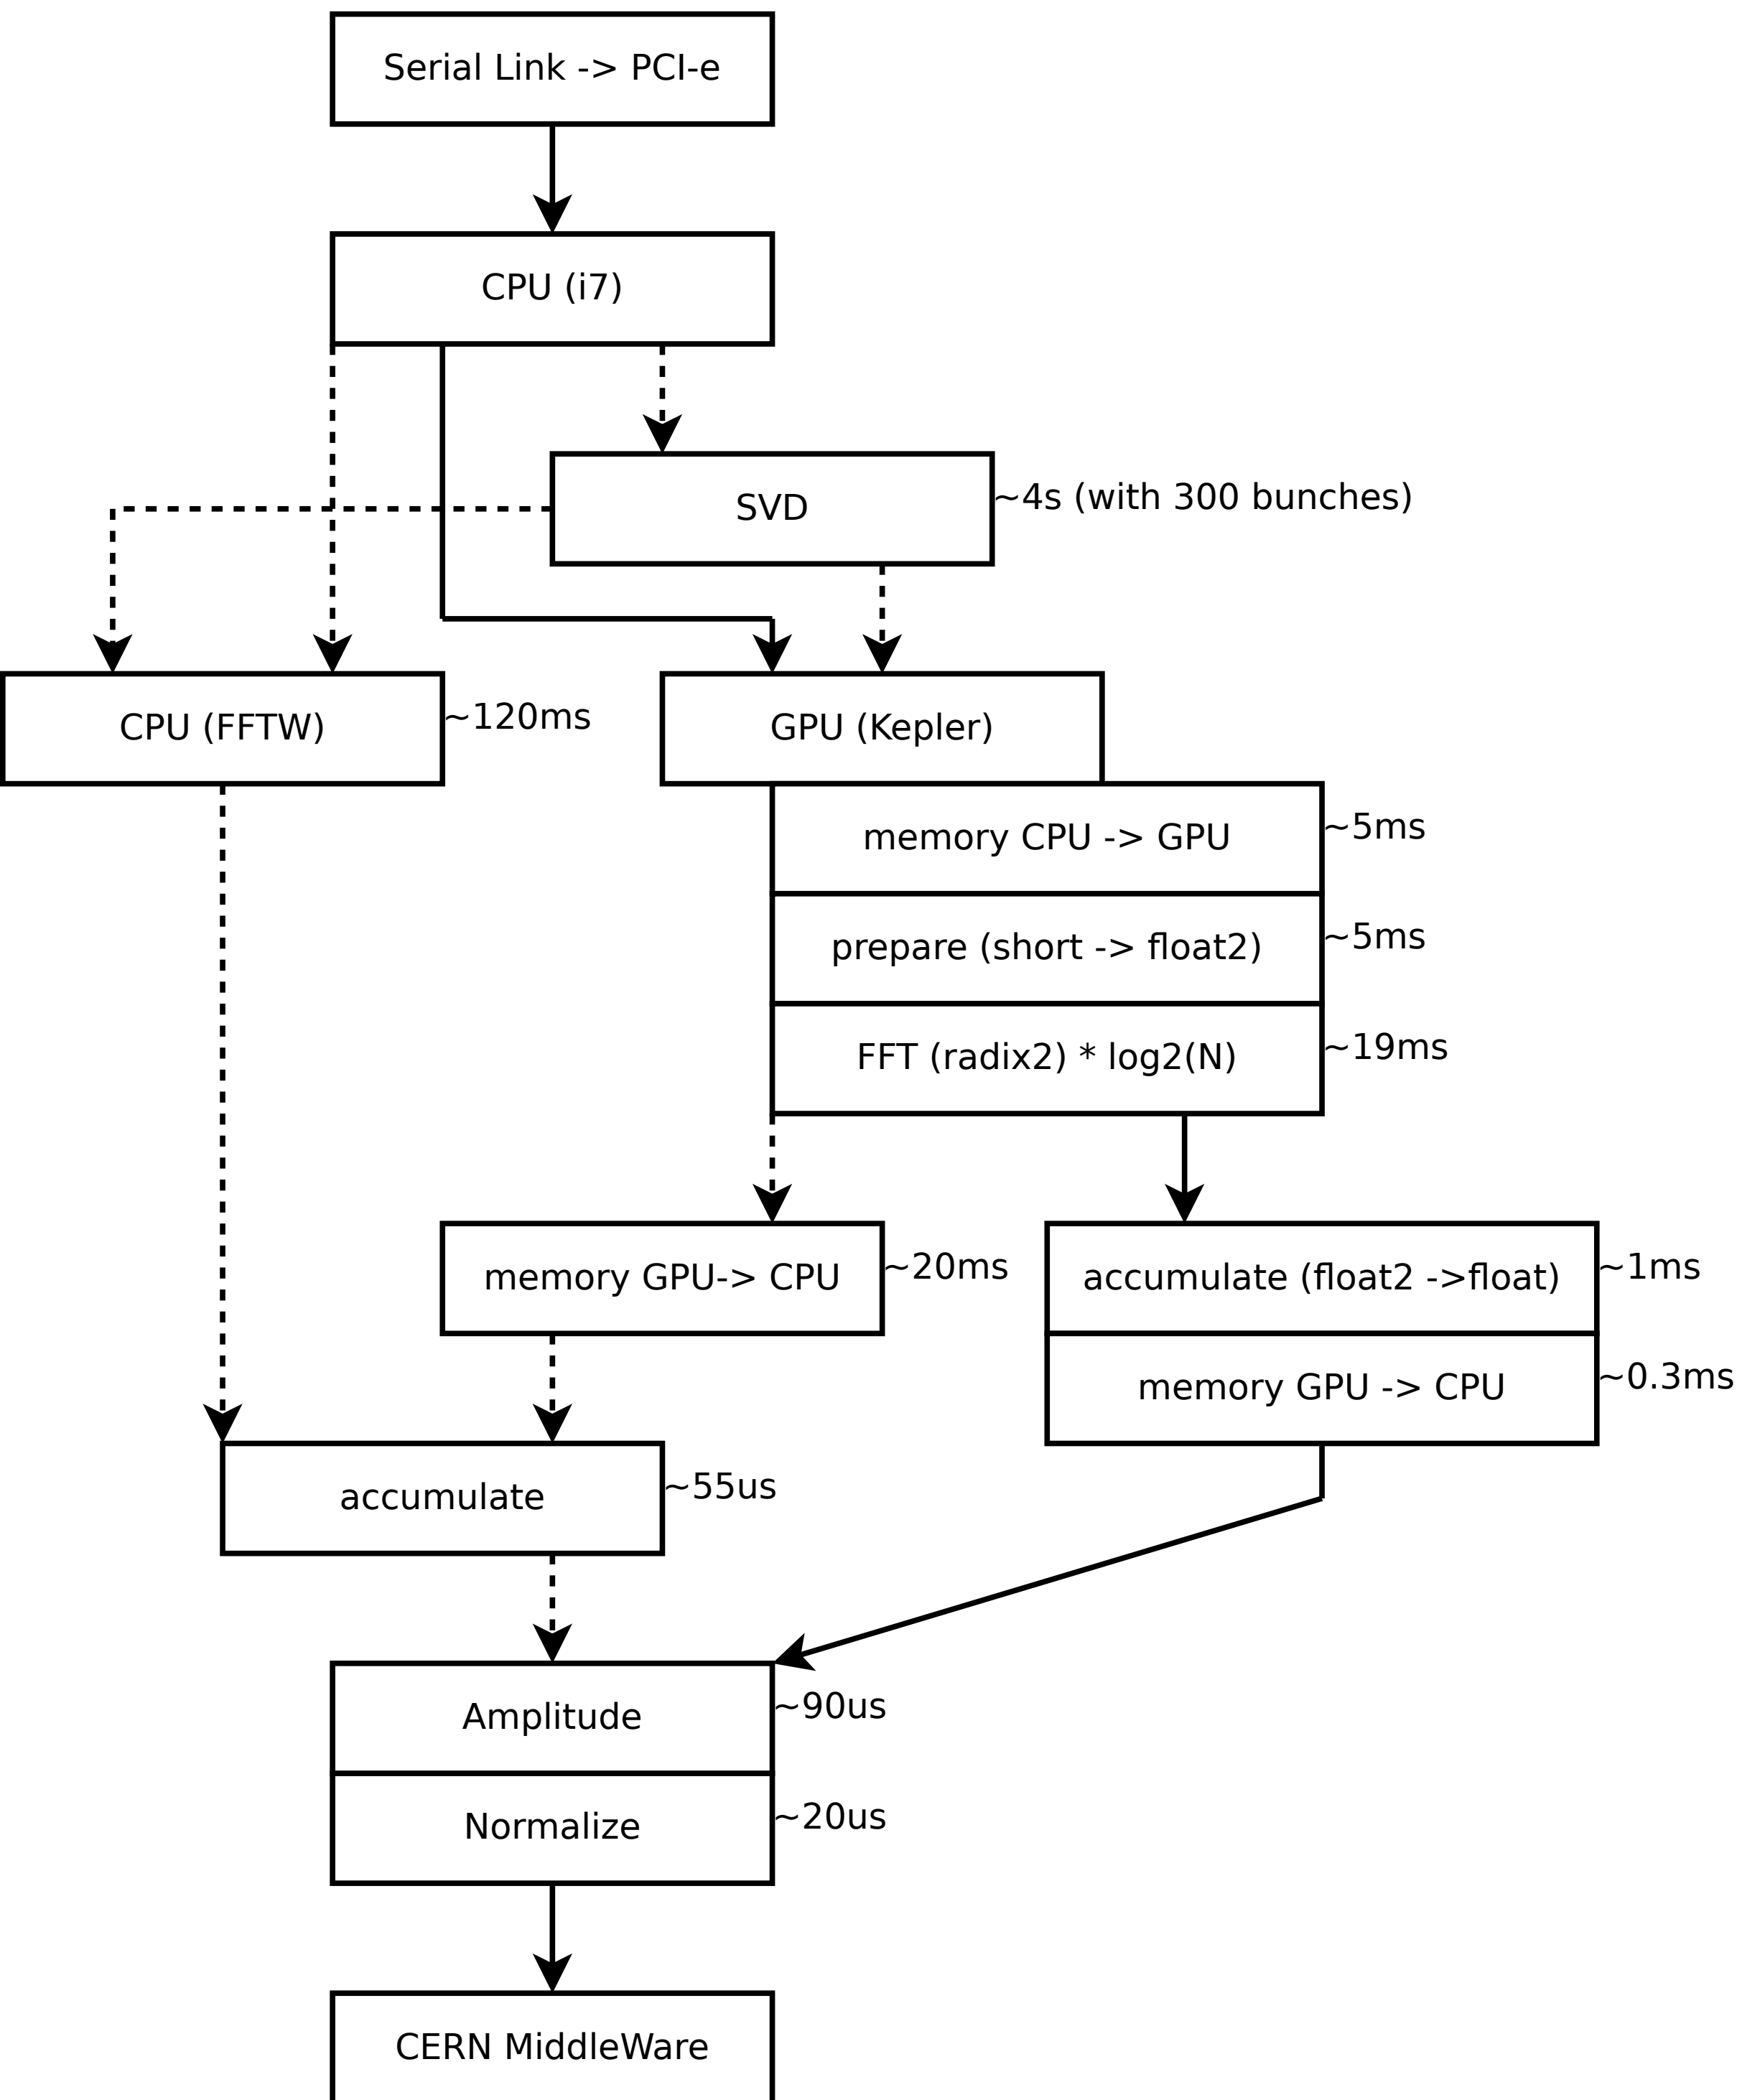 Serial Link -> PCI-e
CPU (i7)
SVD
~4s (with 300 bunches)
CPU (FFTW)
~120ms
GPU (Kepler)
memory CPU -> GPU
~5ms
prepare (short -> float2)
~5ms
FFT (radix2) * log2(N)
~19ms
memory GPU-> CPU
~20ms
accumulate (float2 ->float)
~1ms
memory GPU -> CPU
~0.3ms
accumulate
~55us
Amplitude
~90us
Normalize
~20us
CERN MiddleWare